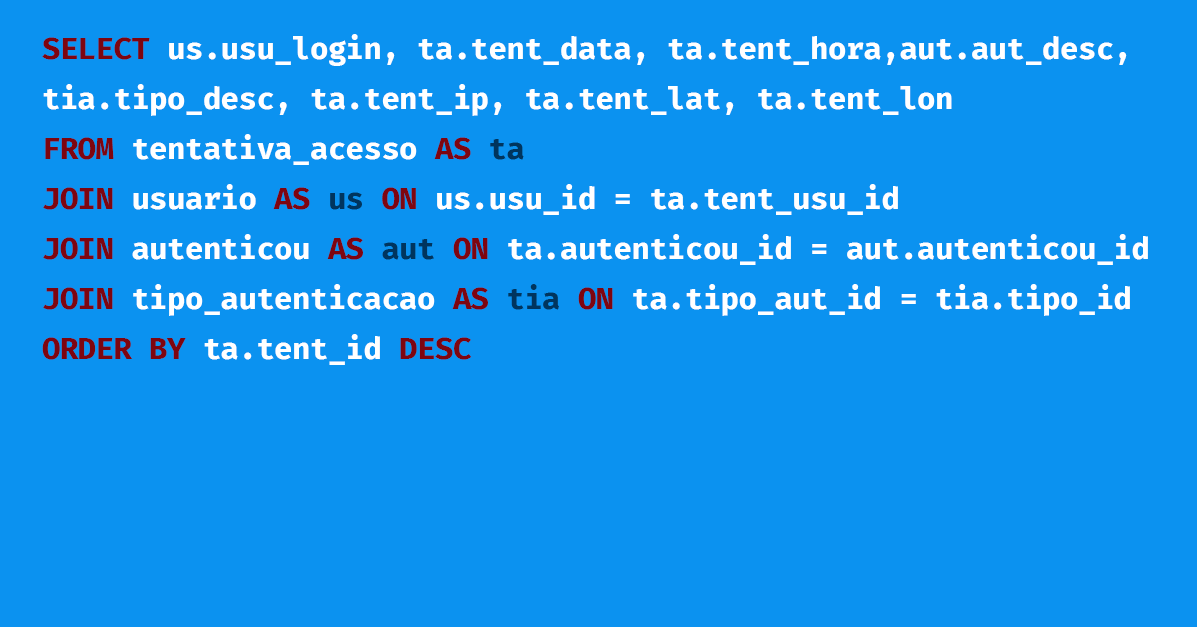 SELECT us.usu_login, ta.tent_data, ta.tent_hora,aut.aut_desc,
tia.tipo_desc, ta.tent_ip, ta.tent_lat, ta.tent_lon
FROM tentativa_acesso AS ta
JOIN usuario AS us ON us.usu_id = ta.tent_usu_id
JOIN autenticou AS aut ON ta.autenticou_id = aut.autenticou_id
JOIN tipo_autenticacao AS tia ON ta.tipo_aut_id = tia.tipo_id
ORDER BY ta.tent_id DESC